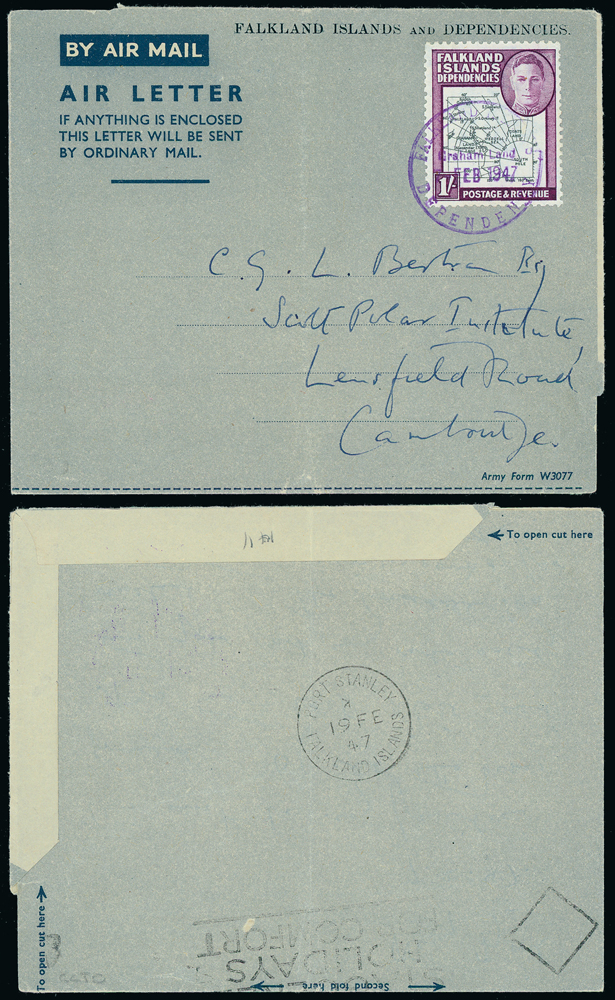 FALKLAND ISLANDS AND DEPENDENCIES.
BY AIR MAIL
AIR LETTER
IF ANYTHING IS ENCLOSED
THIS LETTER WILL BE SENT
BY ORDINARY MAIL.
FALKLAND
ISLANDS
DEPENDENCIES
Graham Land
FEB 1947
DEPENDEN
1/-
POSTAGE & REVENUE
C. G. L. Bertram Esq
Scott Polar Institute,
Lensfield Road
Cambridge.
Army Form W3077
To open cut here
PORT STANLEY
19 FE
47
FALKLAND ISLANDS
To open cut here
COMFORT
HOLIDAYS
Second fold here